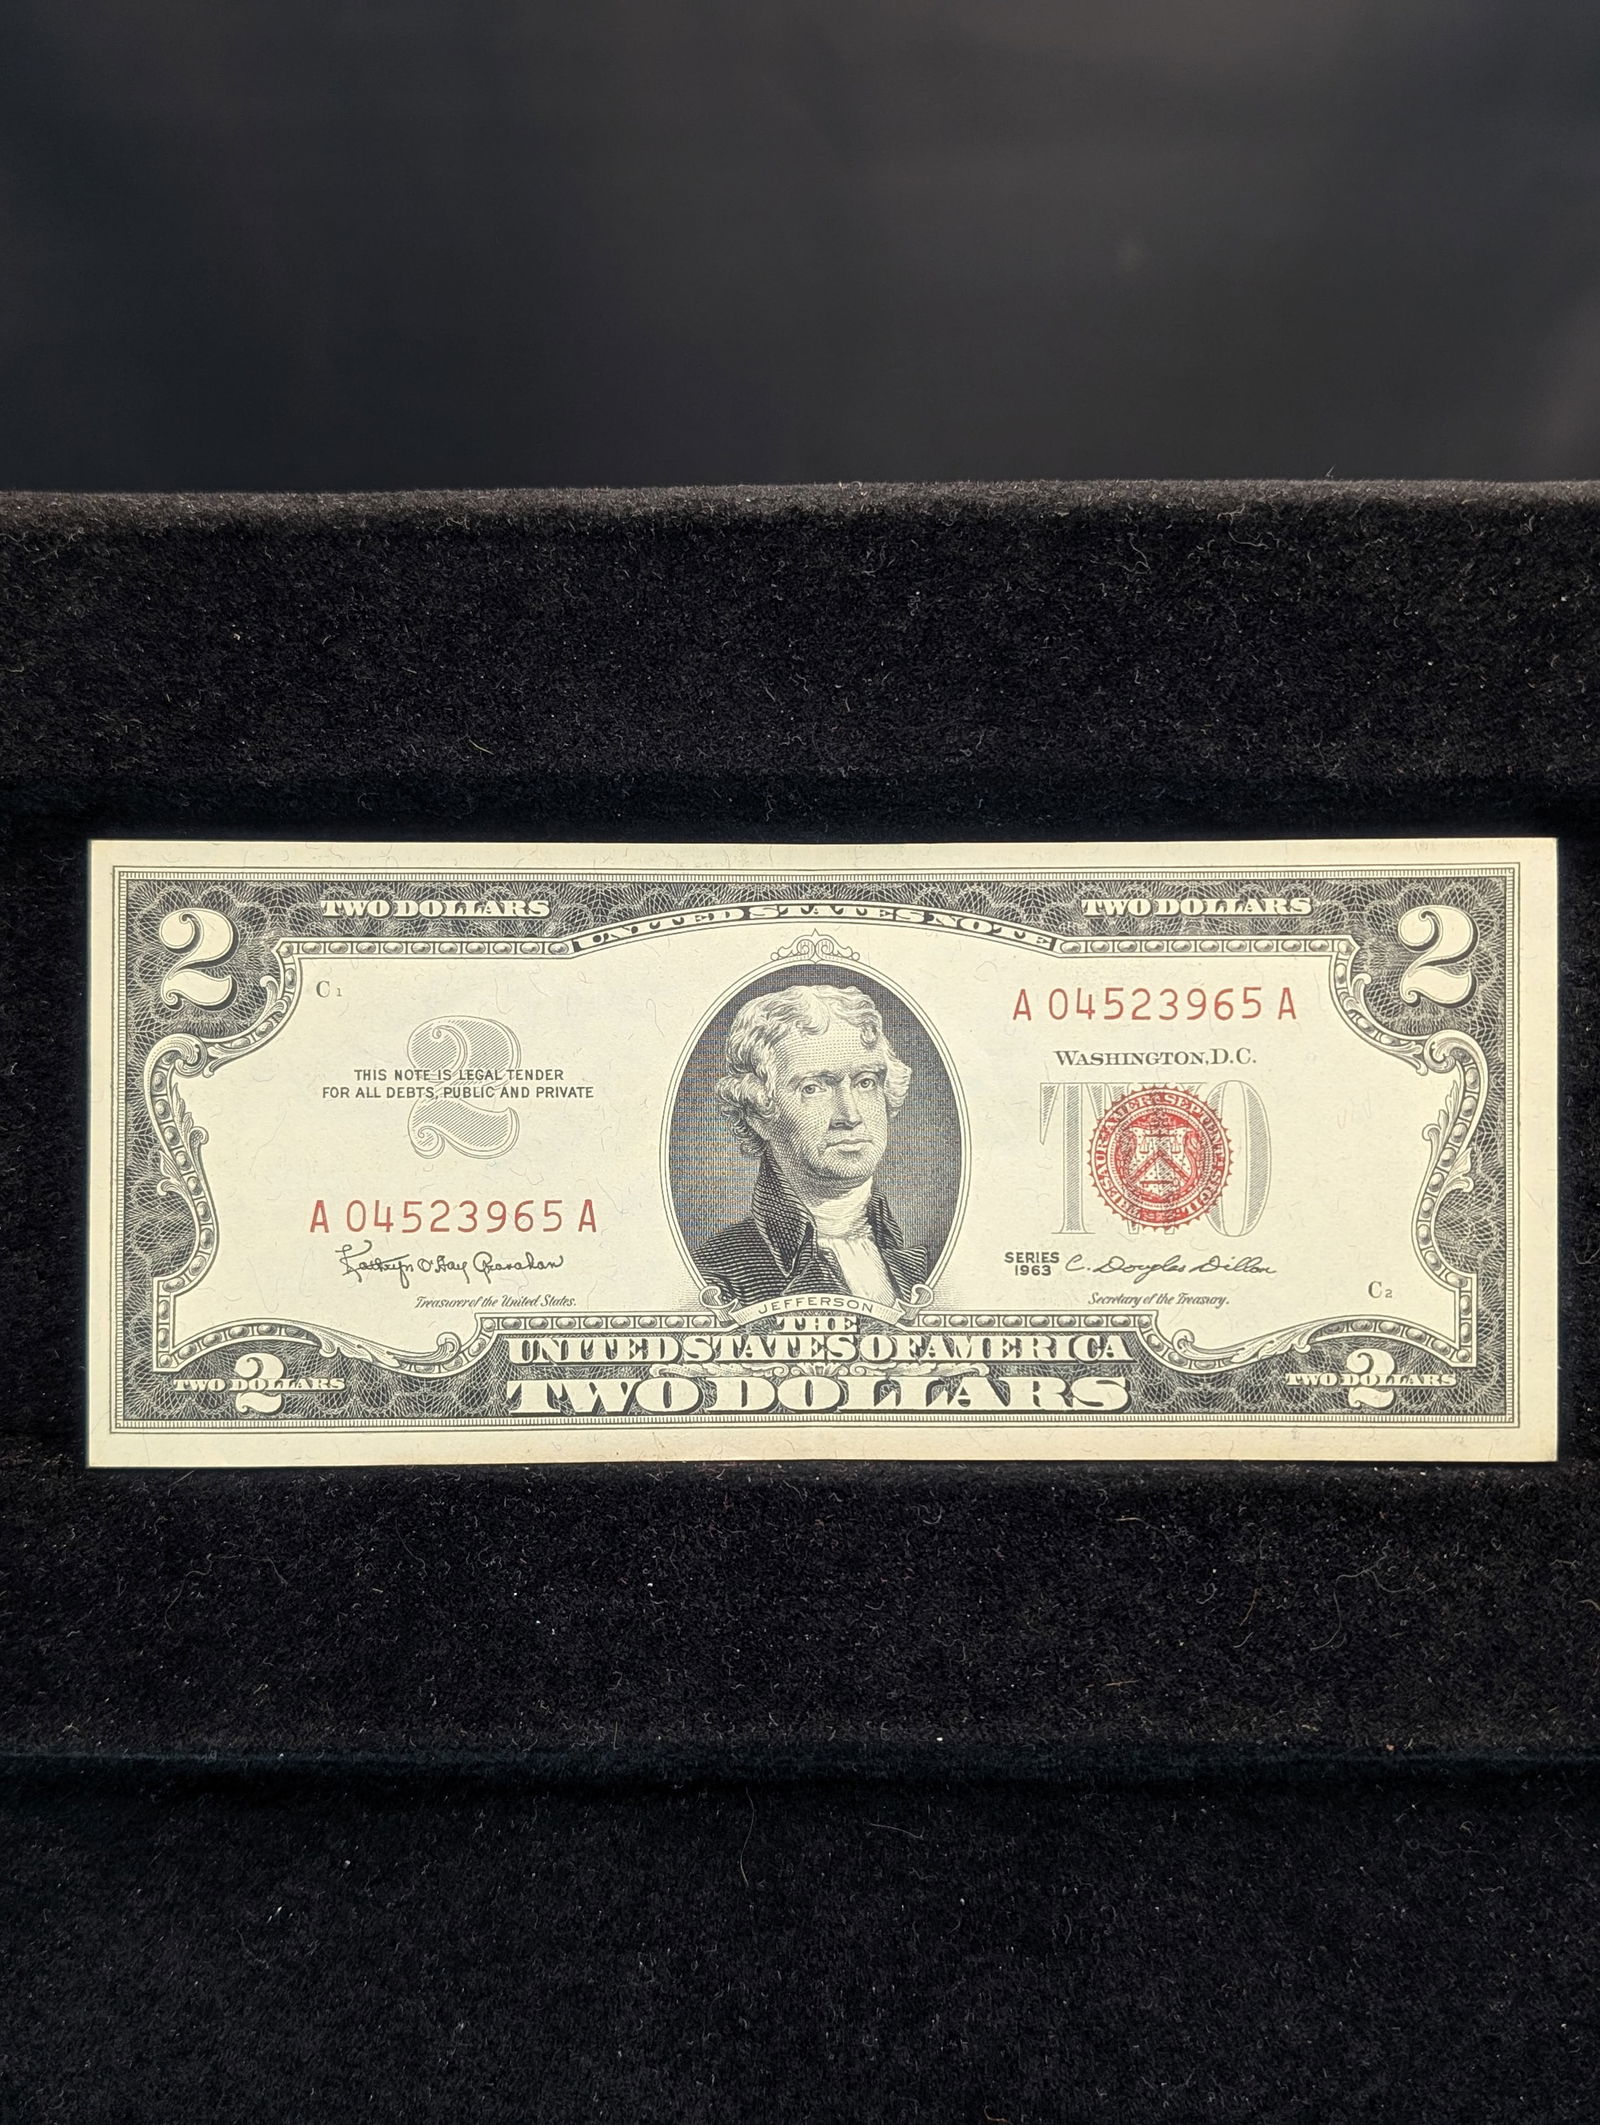 TWO DOLLARS
UNITED STATES NOTE
TWO DOLLARS
2
2
C1
A 04523965 A
2
WASHINGTON, D.C.
THIS NOTE IS LEGAL TENDER
FOR ALL DEBTS, PUBLIC AND PRIVATE
TWO
A 04523965 A
Kathryn O'Hay Granahan
SERIES
1963
C. Douglas Dillon
C2
Treasurer of the United States.
Secretary of the Treasury.
JEFFERSON
THE
UNITED STATES OF AMERICA
2
TWO DOLLARS
TWO DOLLARS
2
TWO DOLLARS